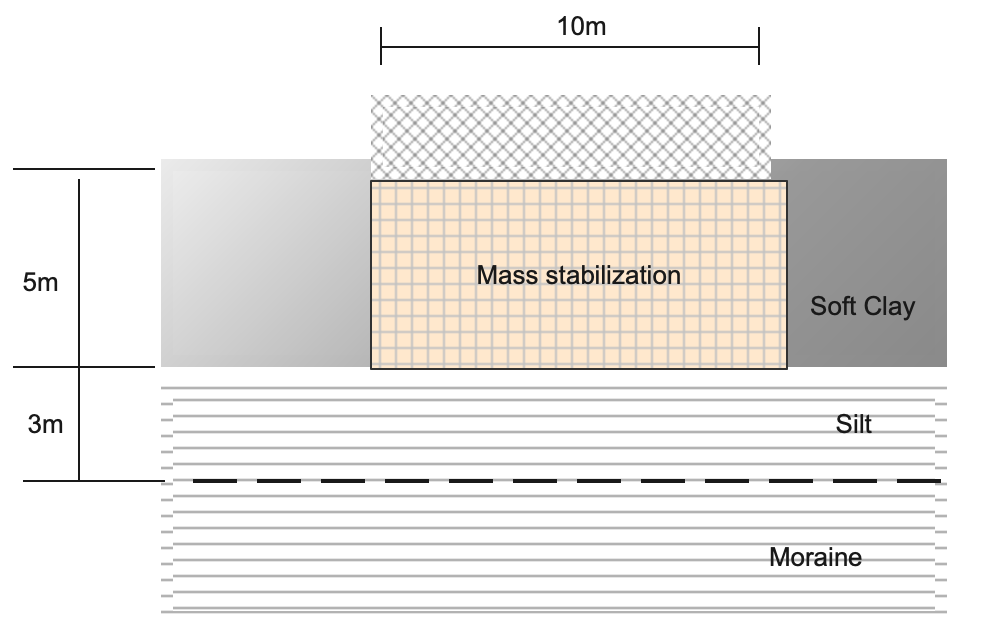 10m
Mass stabilization
5m
Soft Clay
3m
Silt
Moraine